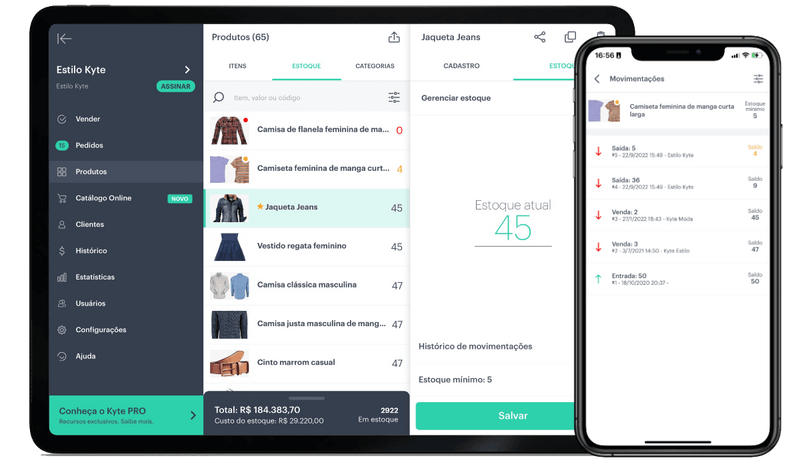 Estilo Kyte
Estilo Kyte
ASSINAR
Vender
15
Pedidos
Produtos
Catálogo Online
NOVO
Clientes
Histórico
Estatísticas
Usuários
Configurações
Ajuda
Conheça o Kyte PRO
Recursos exclusivos. Saiba mais.
Produtos (65)
ITENS
ESTOQUE
CATEGORIAS
Item, valor ou código
Camisa de flanela feminina de ma...
0
Camiseta feminina de manga curt...
4
Jaqueta Jeans
45
Vestido regata feminino
45
Camisa clássica masculina
47
Camisa justa masculina de mang...
47
Cinto marrom casual
47
Total: R$ 184.383,70
2922
Custo do estoque: R$ 29.220,00
Em estoque
Jaqueta Jeans
CADASTRO
ESTOQU
Gerenciar estoque
Estoque atual
45
Histórico de movimentações
Estoque mínimo: 5
Salvar
16:56
Movimentações
Camiseta feminina de manga curta
larga
Estoque
mínimo
5
Saída: 5
#5 - 22/9/2022 15:49 - Estilo Kyte
Saldo
4
Saída: 36
#4 - 22/9/2022 15:49 - Estilo Kyte
Saldo
9
Venda: 2
#3 - 27/1/2022 18:43 - Kyte Moda
Saldo
45
Venda: 3
#2 - 3/7/2021 14:50 - Kyte Estilo
Saldo
47
Entrada: 50
#1 - 18/10/2020 20:37 -
Saldo
50